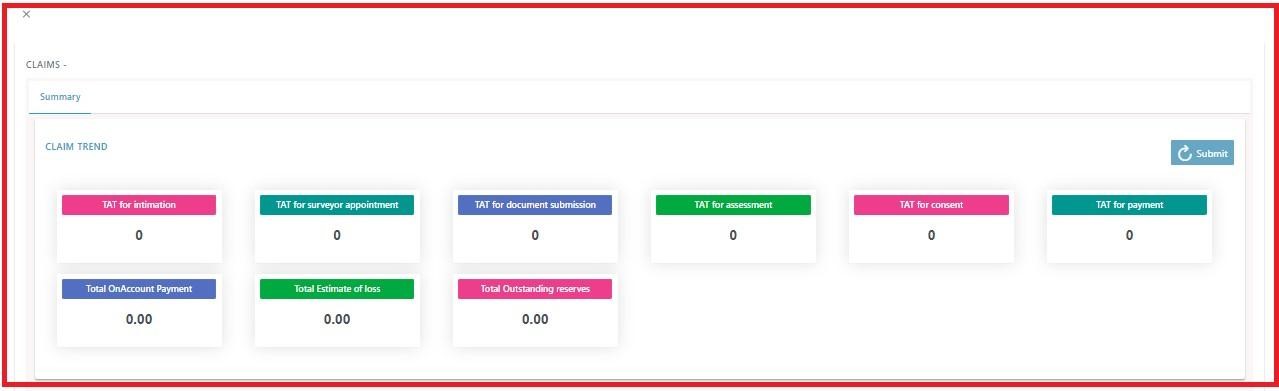 ×
CLAIMS -
Summary
CLAIM TREND
Submit
TAT for intimation
TAT for surveyor appointment
TAT for document submission
TAT for assessment
TAT for consent
TAT for payment
0
0
0
0
0
0
Total OnAccount Payment
Total Estimate of loss
Total Outstanding reserves
0.00
0.00
0.00